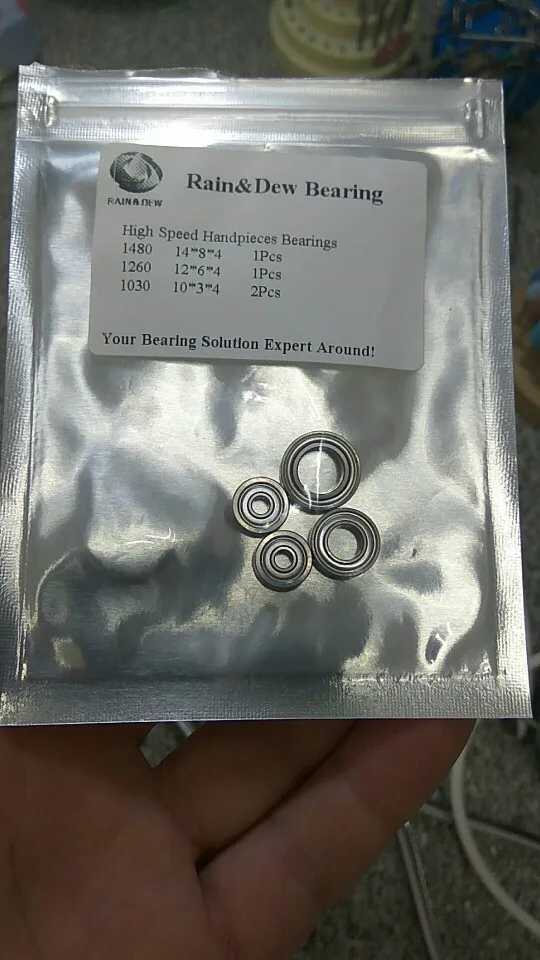 Rain&Dew Bearing
RAIN&DEW
High Speed Handpieces Bearings
1480 14*8*4 1Pcs
1260 12*6*4 1Pcs
1030 10*3*4 2Pcs
Your Bearing Solution Expert Around!